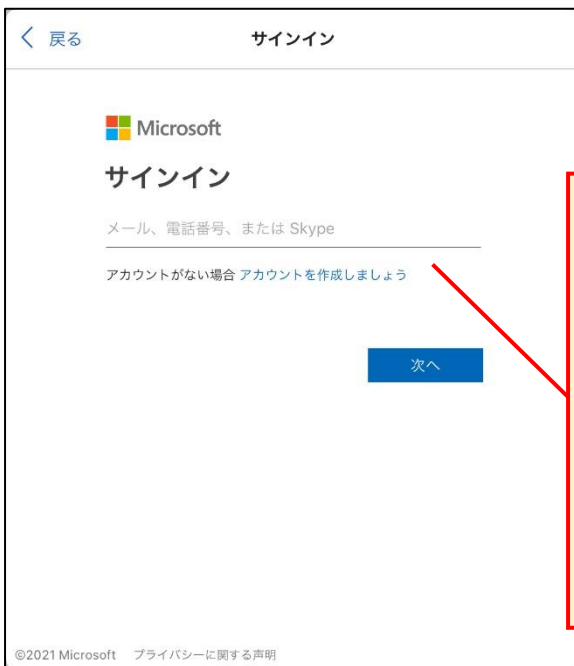 戻る
サインイン
Microsoft
サインイン
メール、電話番号、または Skype
アカウントがない場合 アカウントを作成しましょう
次へ
©2021 Microsoft プライバシーに関する声明